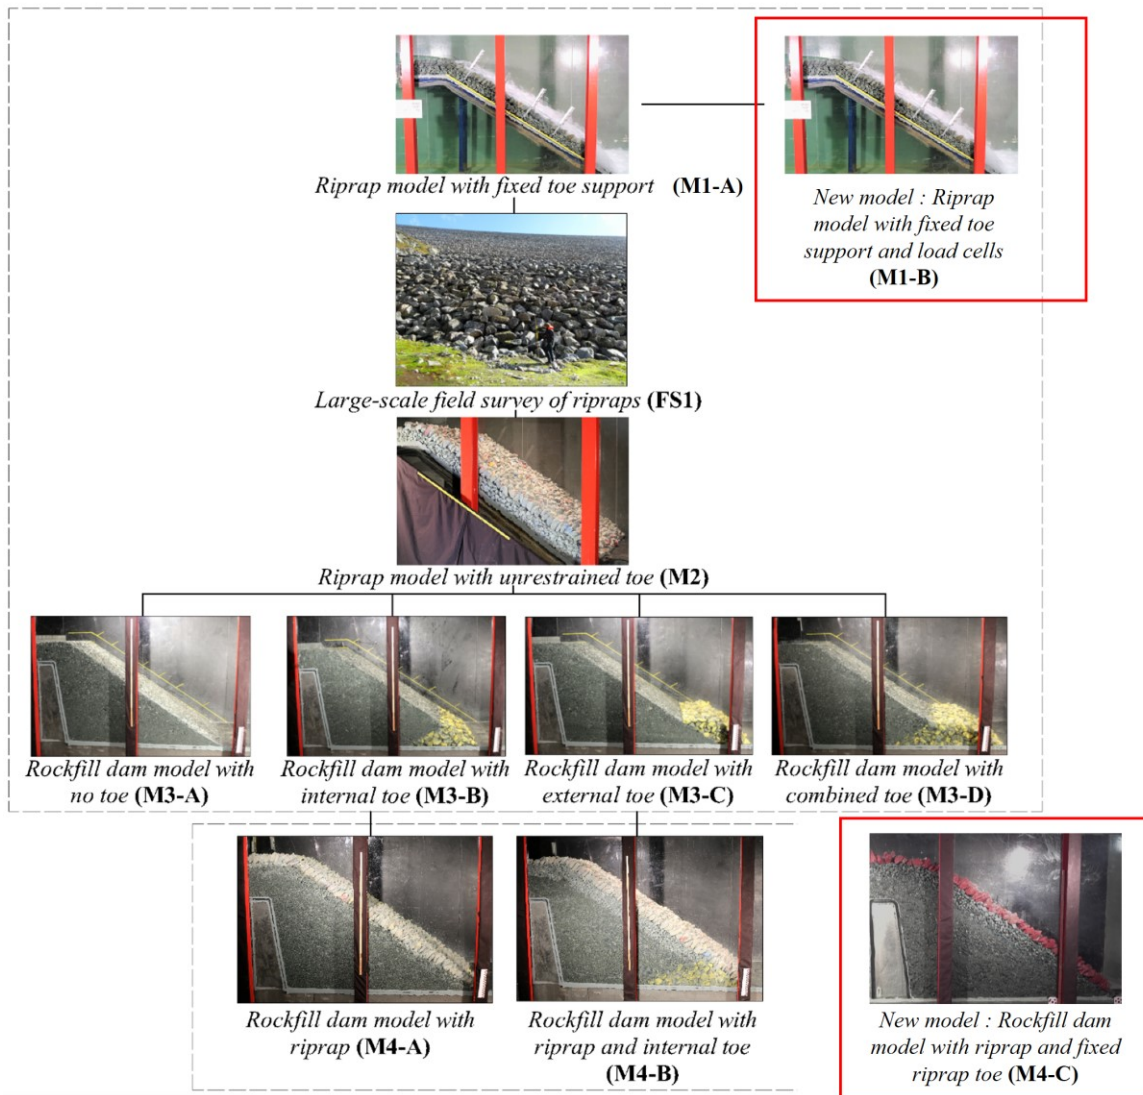 Riprap model with fixed toe support (M1-A)
New model : Riprap
model with fixed toe
support and load cells
(M1-B)
Large-scale field survey of ripraps (FS1)
Riprap model with unrestrained toe (M2)
Rockfill dam model with
no toe (M3-A)
Rockfill dam model with
internal toe (M3-B)
Rockfill dam model with
external toe (M3-C)
Rockfill dam model with
combined toe (M3-D)
Rockfill dam model with
riprap (M4-A)
Rockfill dam model with
riprap and internal toe
(M4-B)
New model : Rockfill dam
model with riprap and fixed
riprap toe (M4-C)